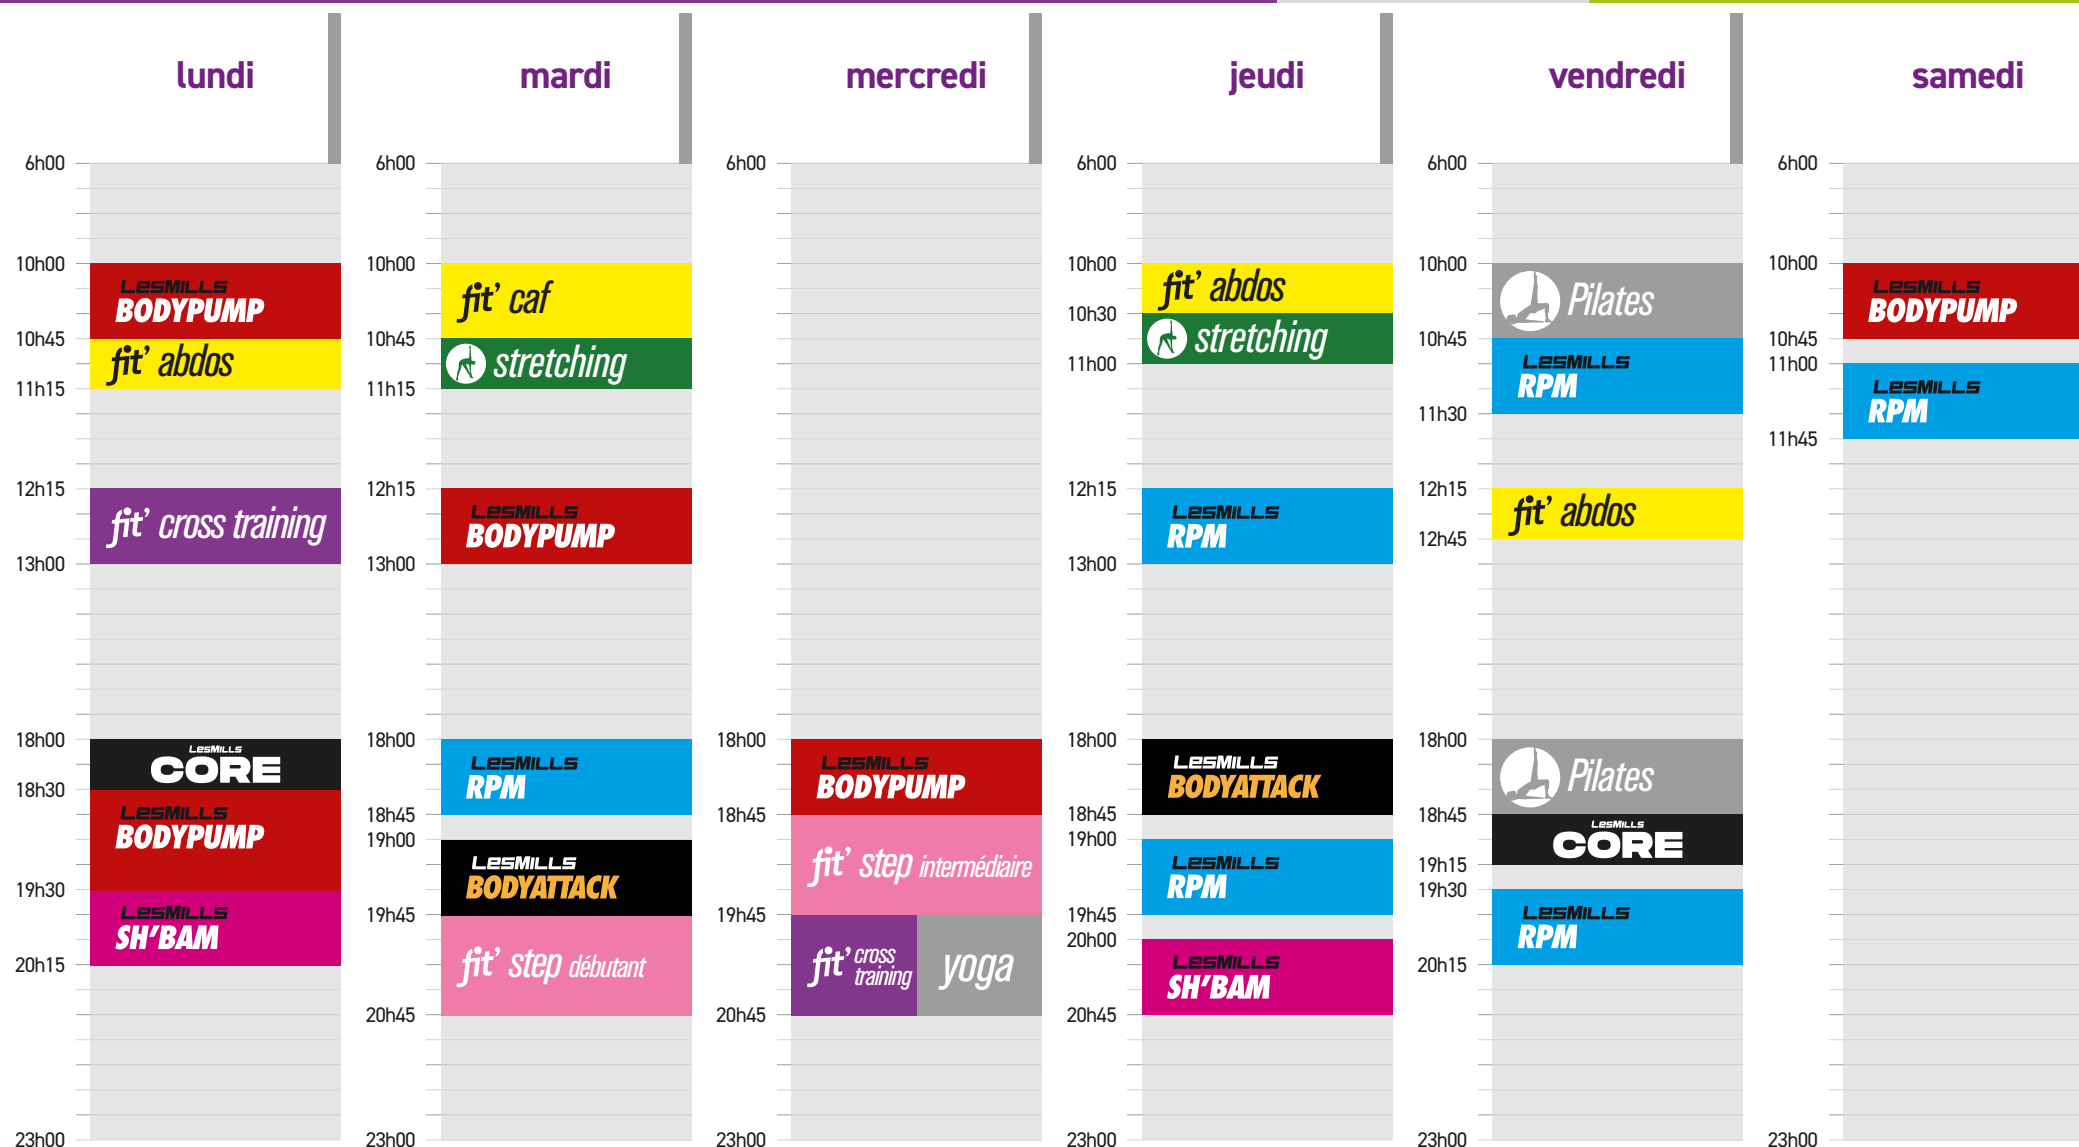 lundi
6h00
10h00
LESMILLS
BODYPUMP
10h45
fit' abdos
11h15
12h15
fit' cross training
13h00
18h00
LESMILLS
CORE
18h30
LESMILLS
BODYPUMP
19h30
LESMILLS
SH'BAM
20h15
23h00
mardi
6h00
10h00
fit' caf
10h45
stretching
11h15
12h15
LESMILLS
BODYPUMP
13h00
18h00
LESMILLS
RPM
18h45
19h00
LESMILLS
BODYATTACK
19h45
fit' step débutant
20h45
23h00
mercredi
6h00
18h00
LESMILLS
BODYPUMP
18h45
fit' step intermédiaire
19h45
fit' cross
training
yoga
20h45
23h00
jeudi
6h00
10h00
fit' abdos
10h30
stretching
11h00
12h15
LESMILLS
RPM
13h00
18h00
LESMILLS
BODYATTACK
18h45
19h00
LESMILLS
RPM
19h45
20h00
LESMILLS
SH'BAM
20h45
23h00
vendredi
6h00
10h00
Pilates
10h45
LESMILLS
RPM
11h30
12h15
fit' abdos
12h45
18h00
Pilates
18h45
LESMILLS
CORE
19h15
19h30
LESMILLS
RPM
20h15
23h00
samedi
6h00
10h00
LESMILLS
BODYPUMP
10h45
11h00
LESMILLS
RPM
11h45
23h00